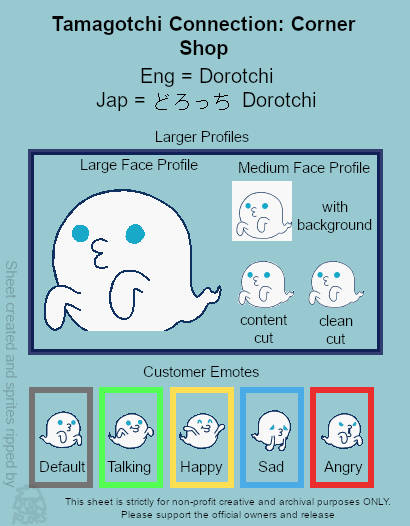 Tamagotchi Connection: Corner
Shop
Eng = Dorotchi
Jap = どろっち Dorotchi
Larger Profiles
Large Face Profile
Medium Face Profile
with
background
content
cut
clean
cut
Customer Emotes
Default
Talking
Happy
Sad
Angry
Sheet created and sprites ripped by
This sheet is strictly for non-profit creative and archival purposes ONLY.
Please support the official owners and release